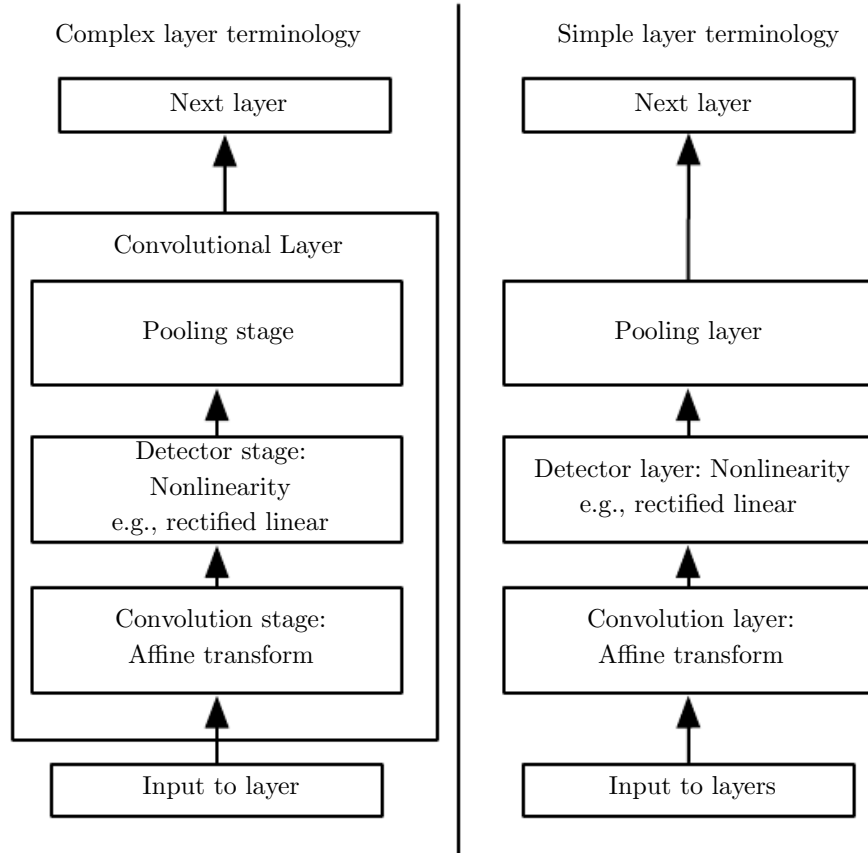 Complex layer terminology
Next layer
Convolutional Layer
Pooling stage
Detector stage:
Nonlinearity
e.g., rectified linear
Convolution stage:
Affine transform
Input to layer
Simple layer terminology
Next layer
Pooling layer
Detector layer: Nonlinearity
e.g., rectified linear
Convolution layer:
Affine transform
Input to layers